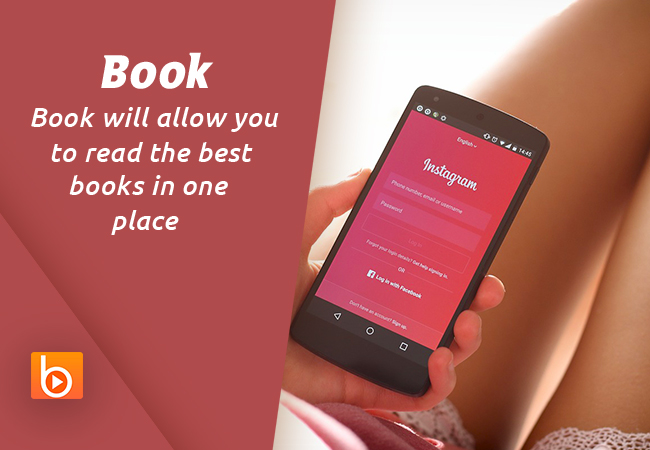 Book
Book will allow you
to read the best
books in one
place
14:45
English
Instagram
Phone number, email or username
Password
Log In
Forgot your login details? Get help signing in.
OR
Log in with Facebook
Don't have an account? Sign up.
b